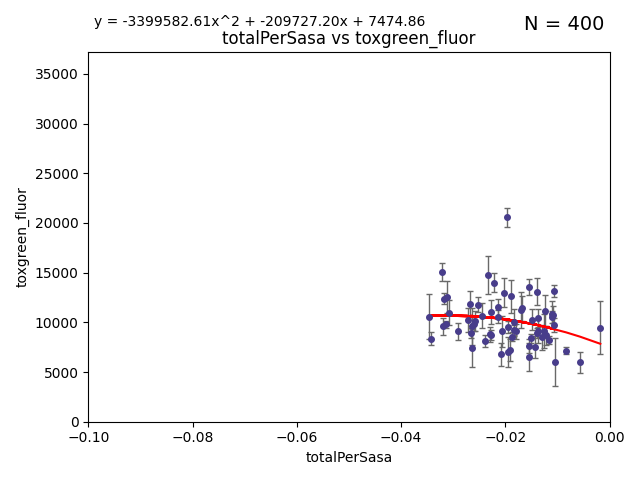 y = -3399582.61x^2 + -209727.20x + 7474.86
N = 400
totalPerSasa vs toxgreen_fluor
35000
30000
25000
20000
15000
10000
5000
0
toxgreen_fluor
−0.10
−0.08
−0.06
−0.04
−0.02
0.00
totalPerSasa